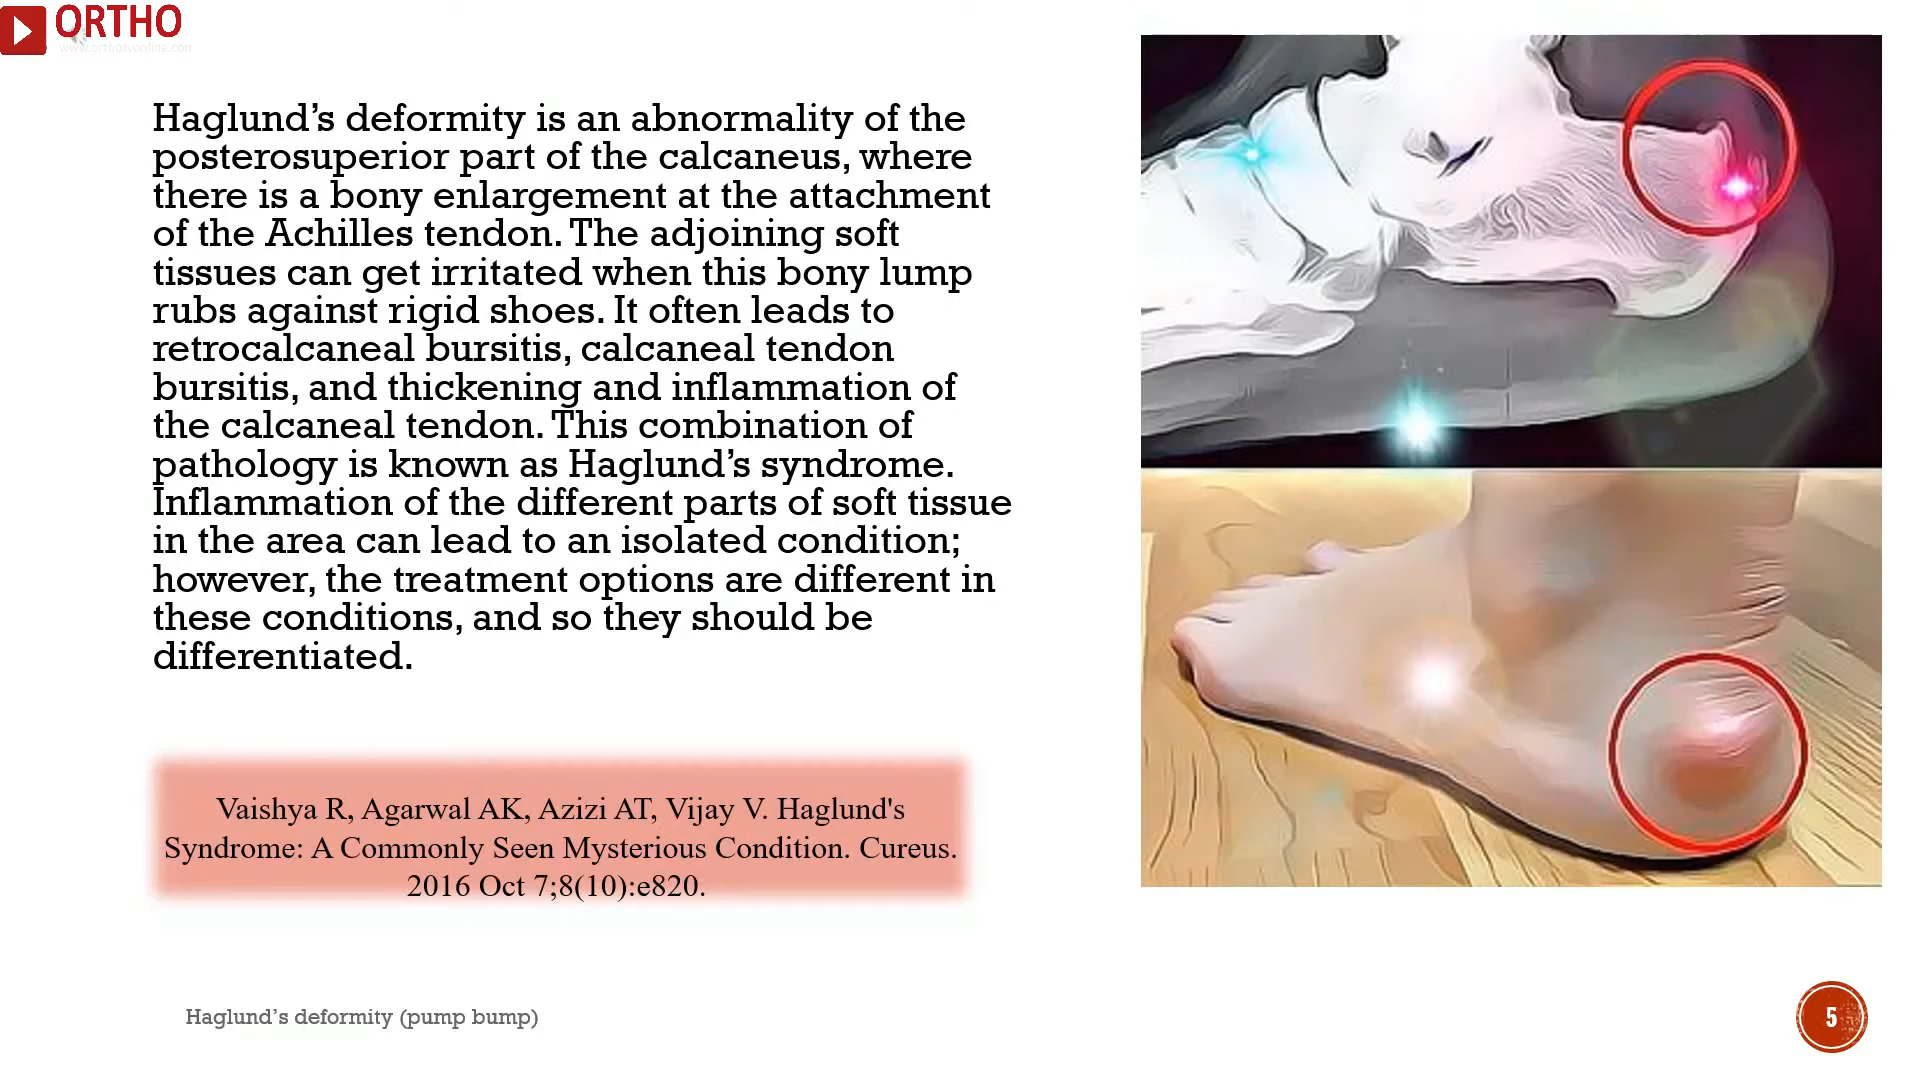 ORTHO
www.orthotvonline.com
Haglund’s deformity is an abnormality of the
posterosuperior part of the calcaneus, where
there is a bony enlargement at the attachment
of the Achilles tendon. The adjoining soft
tissues can get irritated when this bony lump
rubs against rigid shoes. It often leads to
retrocalcaneal bursitis, calcaneal tendon
bursitis, and thickening and inflammation of
the calcaneal tendon. This combination of
pathology is known as Haglund’s syndrome.
Inflammation of the different parts of soft tissue
in the area can lead to an isolated condition;
however, the treatment options are different in
these conditions, and so they should be
differentiated.
Vaishya R, Agarwal AK, Azizi AT, Vijay V. Haglund's
Syndrome: A Commonly Seen Mysterious Condition. Cureus.
2016 Oct 7;8(10):e820.
Haglund’s deformity (pump bump)
5